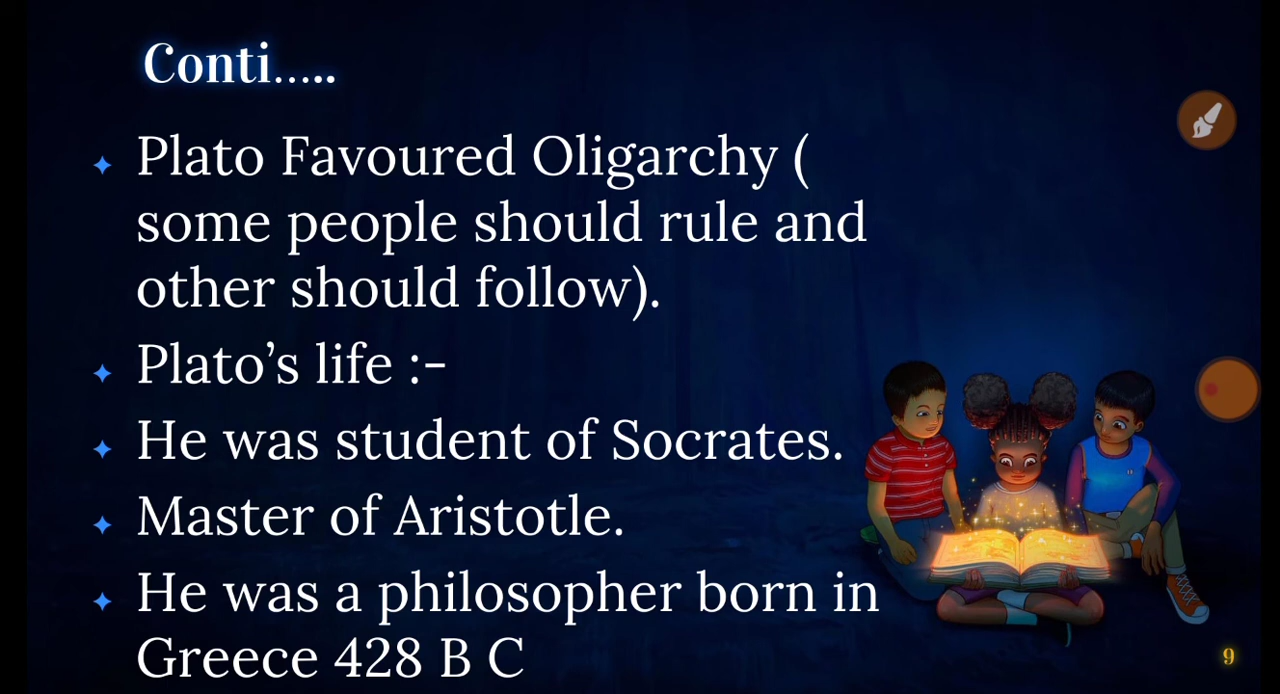 Conti…..
Plato Favoured Oligarchy (
some people should rule and
other should follow).
Plato’s life :-
He was student of Socrates.
Master of Aristotle.
He was a philosopher born in
Greece 428 B C
9